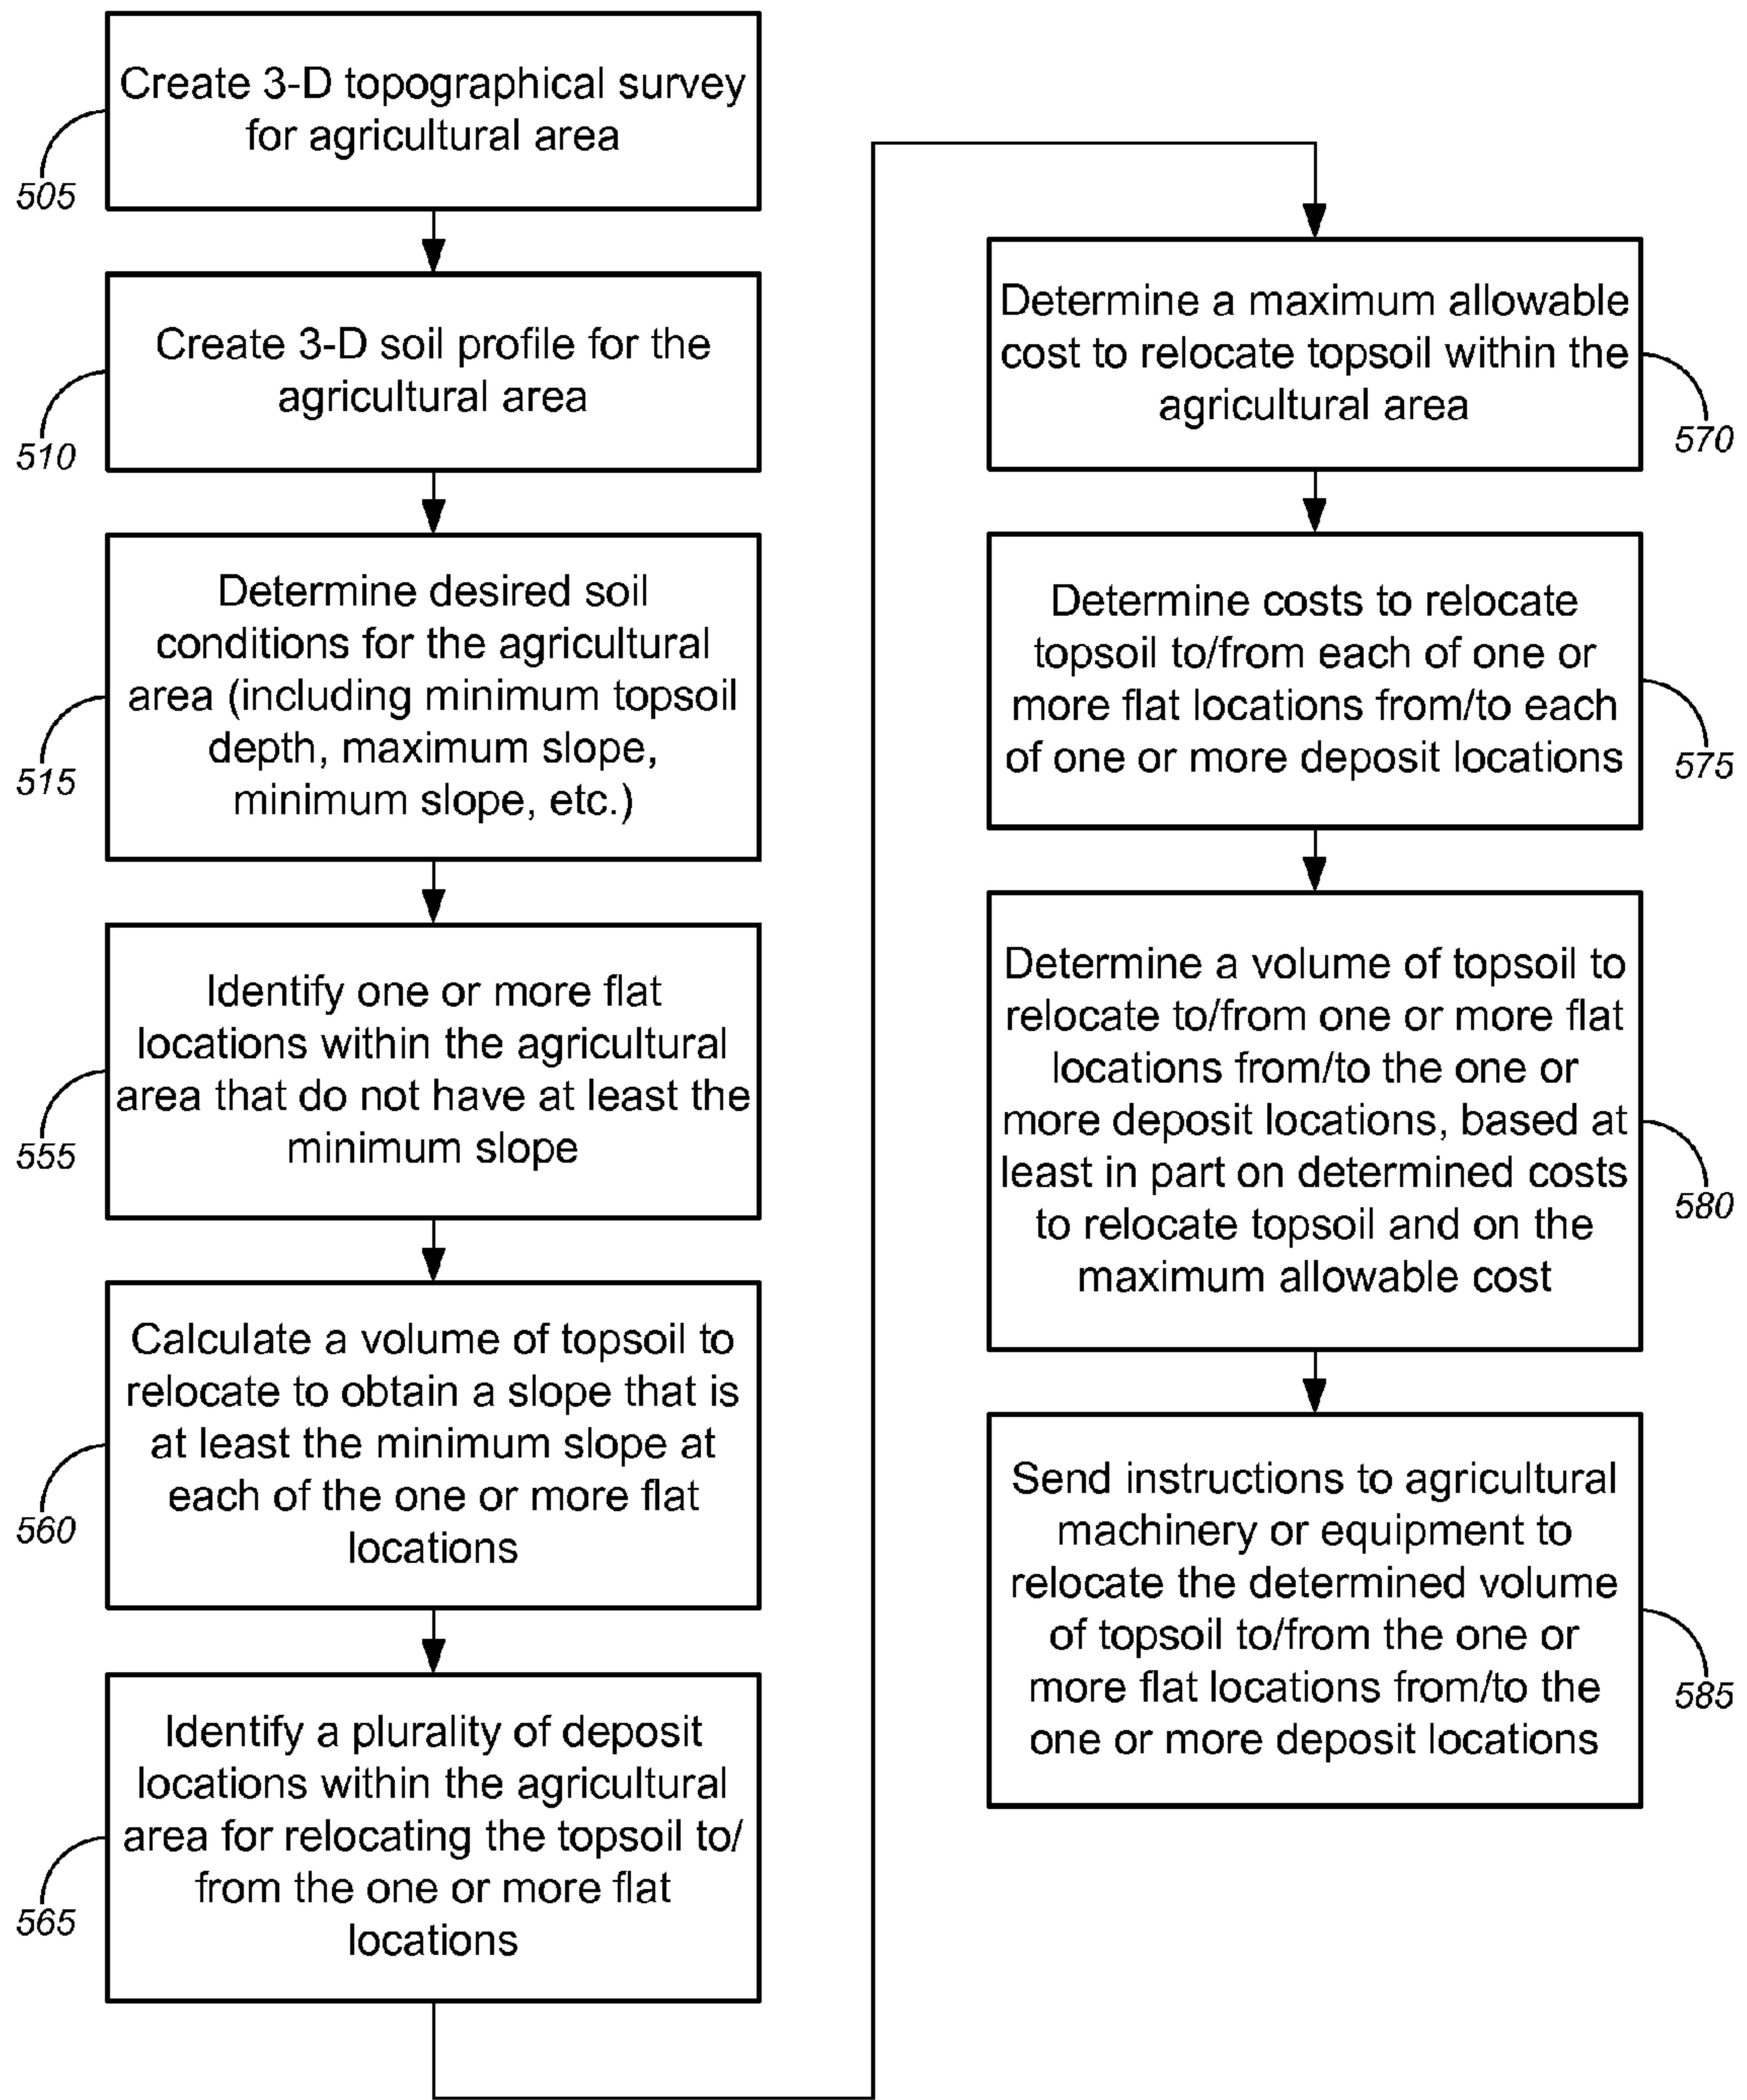 Create 3-D topographical survey
for agricultural area
505
Create 3-D soil profile for the
agricultural area
510
Determine desired soil
conditions for the agricultural
area (including minimum topsoil
depth, maximum slope,
minimum slope, etc.)
515
Identify one or more flat
locations within the agricultural
area that do not have at least the
minimum slope
555
Calculate a volume of topsoil to
relocate to obtain a slope that is
at least the minimum slope at
each of the one or more flat
locations
560
Identify a plurality of deposit
locations within the agricultural
area for relocating the topsoil to/
from the one or more flat
locations
565
Determine a maximum allowable
cost to relocate topsoil within the
agricultural area
570
Determine costs to relocate
topsoil to/from each of one or
more flat locations from/to each
of one or more deposit locations
575
Determine a volume of topsoil to
relocate to/from one or more flat
locations from/to the one or
more deposit locations, based at
least in part on determined costs
to relocate topsoil and on the
maximum allowable cost
580
Send instructions to agricultural
machinery or equipment to
relocate the determined volume
of topsoil to/from the one or
more flat locations from/to the
one or more deposit locations
585